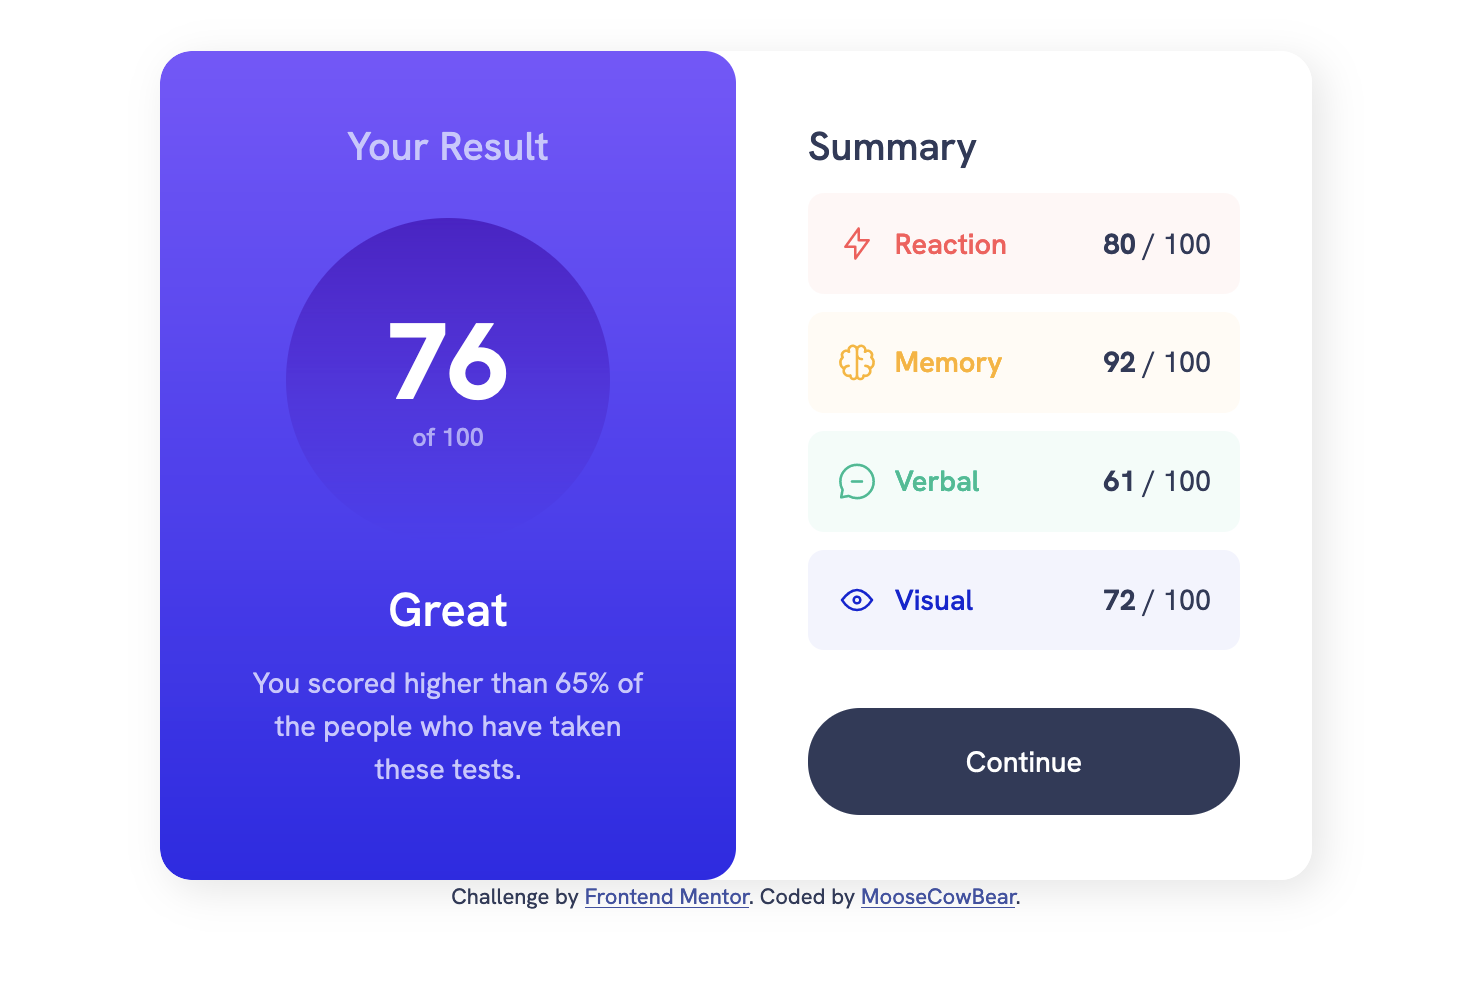 Your Result
76
of 100
Great
You scored higher than 65% of
the people who have taken
these tests.
Summary
Reaction 80 / 100
Memory 92 / 100
Verbal 61 / 100
Visual 72 / 100
Continue
Challenge by Frontend Mentor. Coded by MooseCowBear.